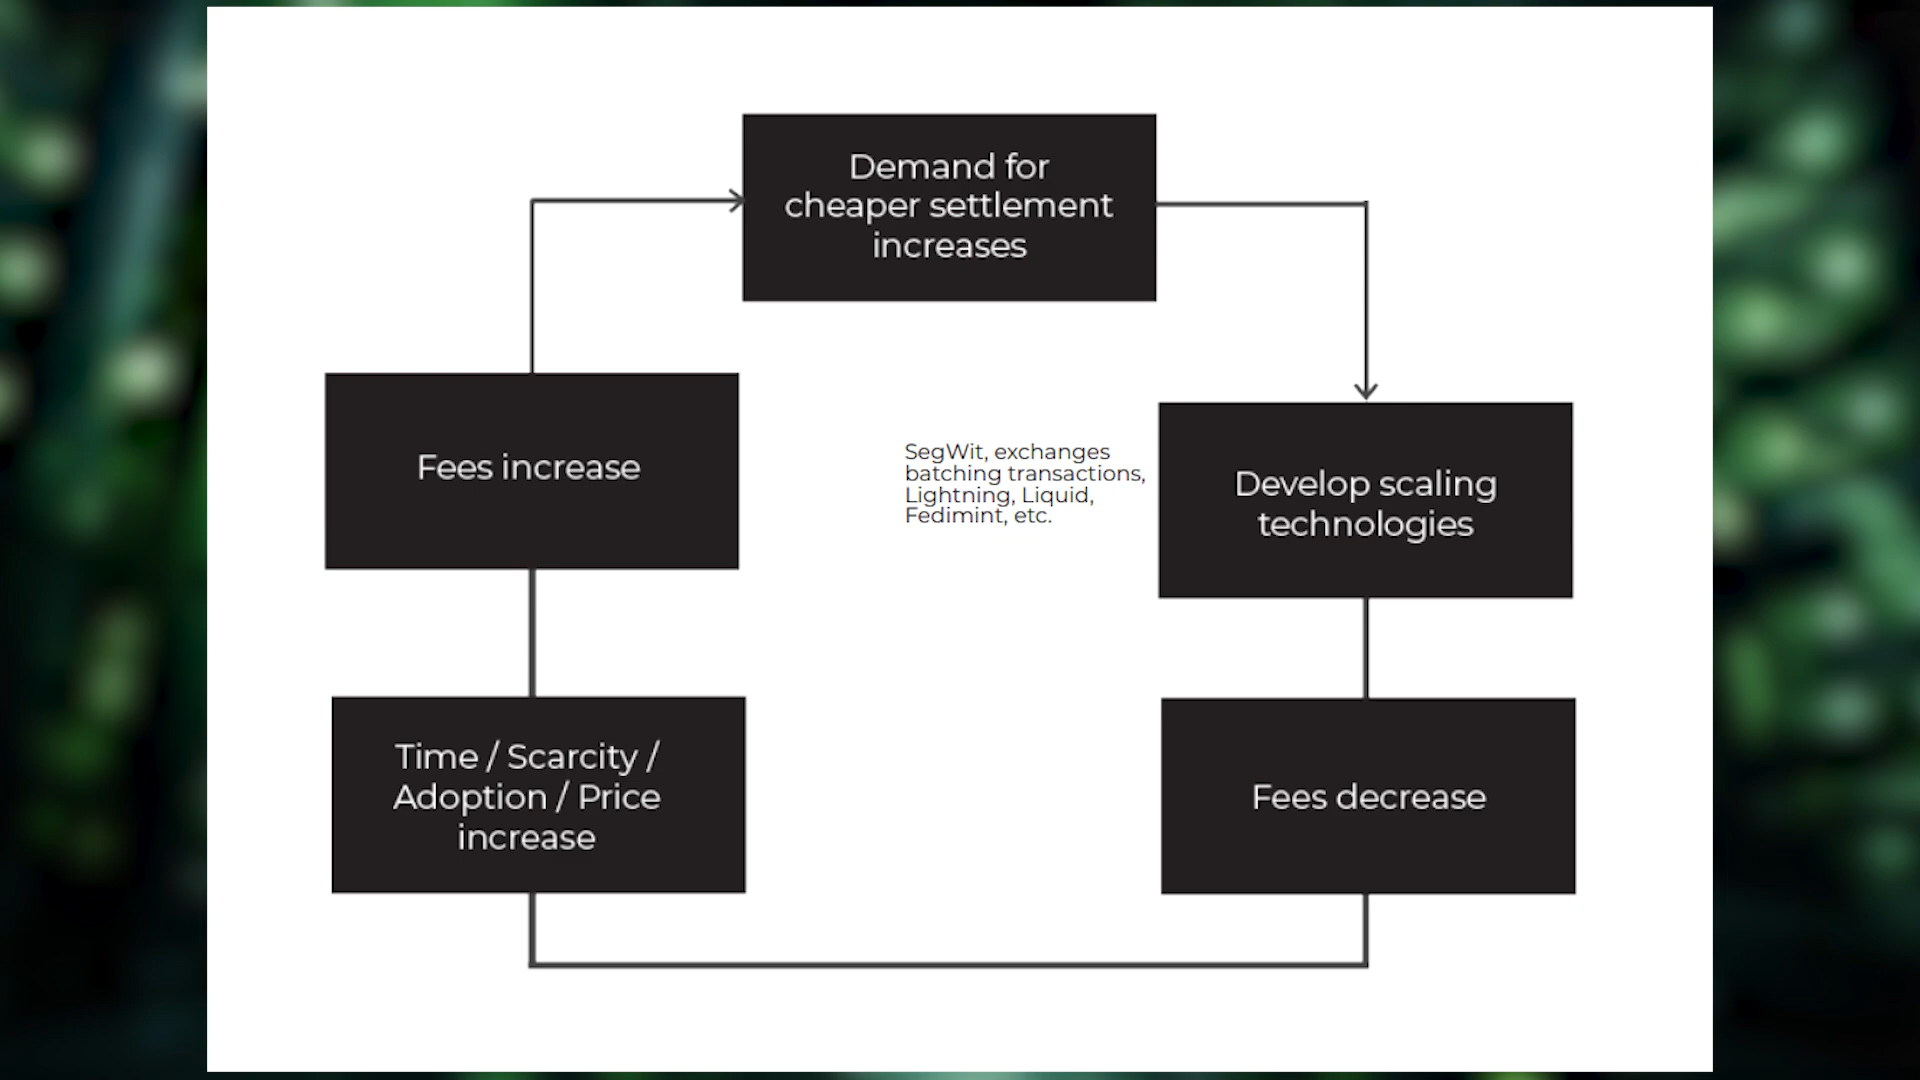 Demand for
cheaper settlement
increases
Fees increase
SegWit, exchanges
batching transactions,
Lightning, Liquid,
Fedimint, etc.
Develop scaling
technologies
Time / Scarcity /
Adoption / Price
increase
Fees decrease